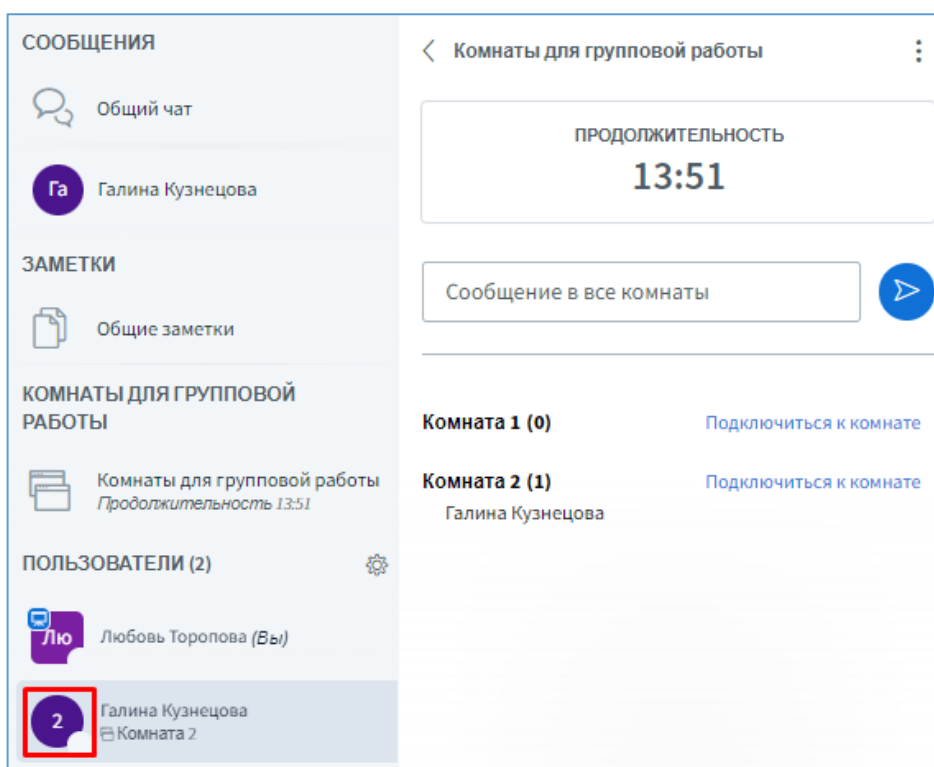 СООБЩЕНИЯ
Общий чат
Га
Галина Кузнецова
ЗАМЕТКИ
Общие заметки
КОМНАТЫ ДЛЯ ГРУППОВОЙ
РАБОТЫ
Комнаты для групповой работы
Продолжительность 13:51
ПОЛЬЗОВАТЕЛИ (2)
Лю
Любовь Торопова (Вы)
2
Галина Кузнецова
Комната 2
Комнаты для групповой работы
ПРОДОЛЖИТЕЛЬНОСТЬ
13:51
Сообщение в все комнаты
Комната 1 (0) Подключиться к комнате
Комната 2 (1) Подключиться к комнате
Галина Кузнецова